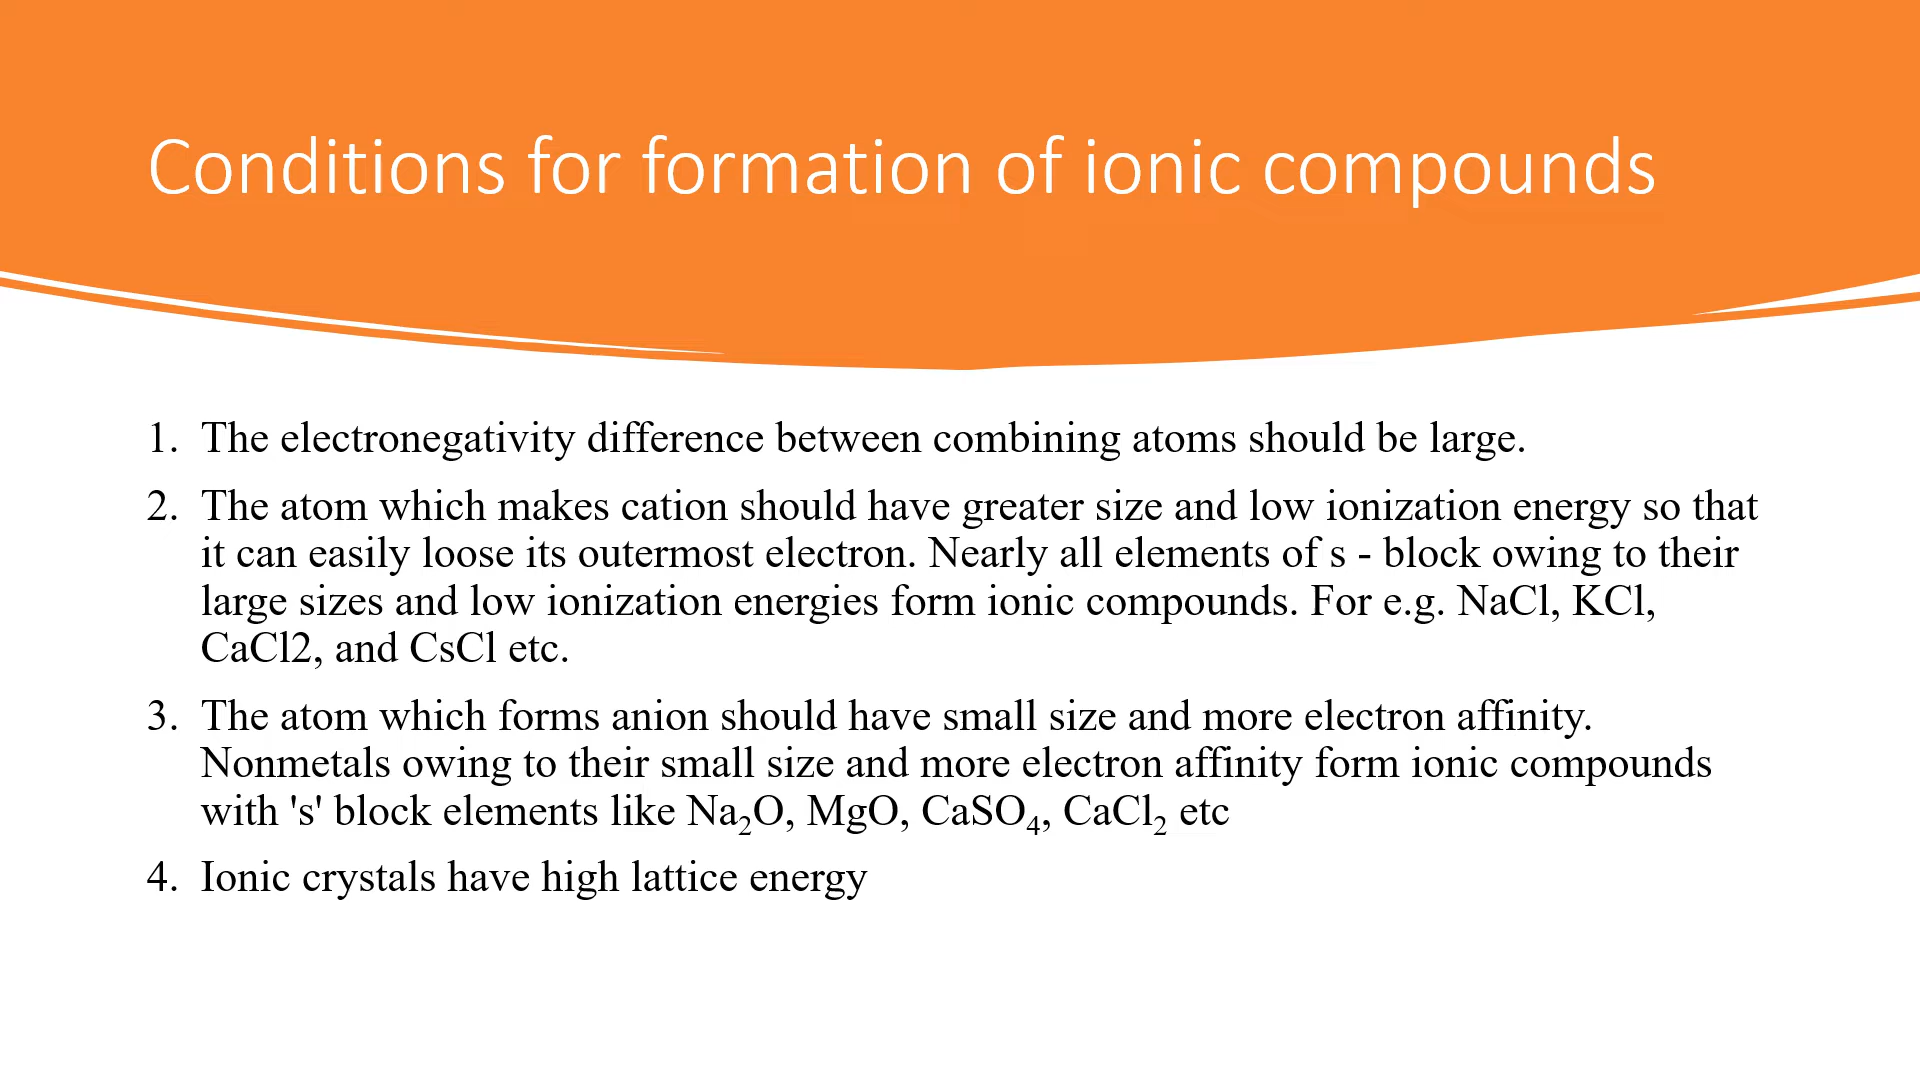 Conditions for formation of ionic compounds
1. The electronegativity difference between combining atoms should be large.
2. The atom which makes cation should have greater size and low ionization energy so that
it can easily loose its outermost electron. Nearly all elements of s - block owing to their
large sizes and low ionization energies form ionic compounds. For e.g. NaCl, KCl,
CaCl2, and CsCl etc.
3. The atom which forms anion should have small size and more electron affinity.
Nonmetals owing to their small size and more electron affinity form ionic compounds
with 's' block elements like Na₂O, MgO, CaSO₄, CaCl₂ etc
4. Ionic crystals have high lattice energy